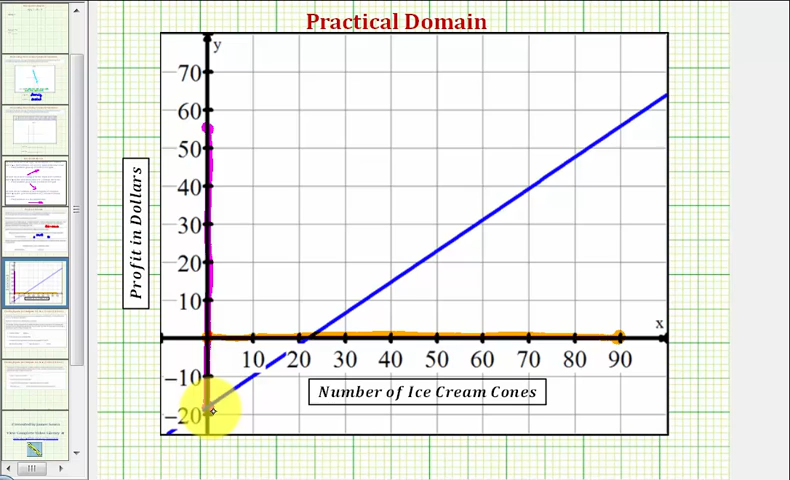 Practical Domain
y
70
60
50
40
30
20
10
x
10 20 30 40 50 60 70 80 90
−10
−20
Profit in Dollars
Number of Ice Cream Cones